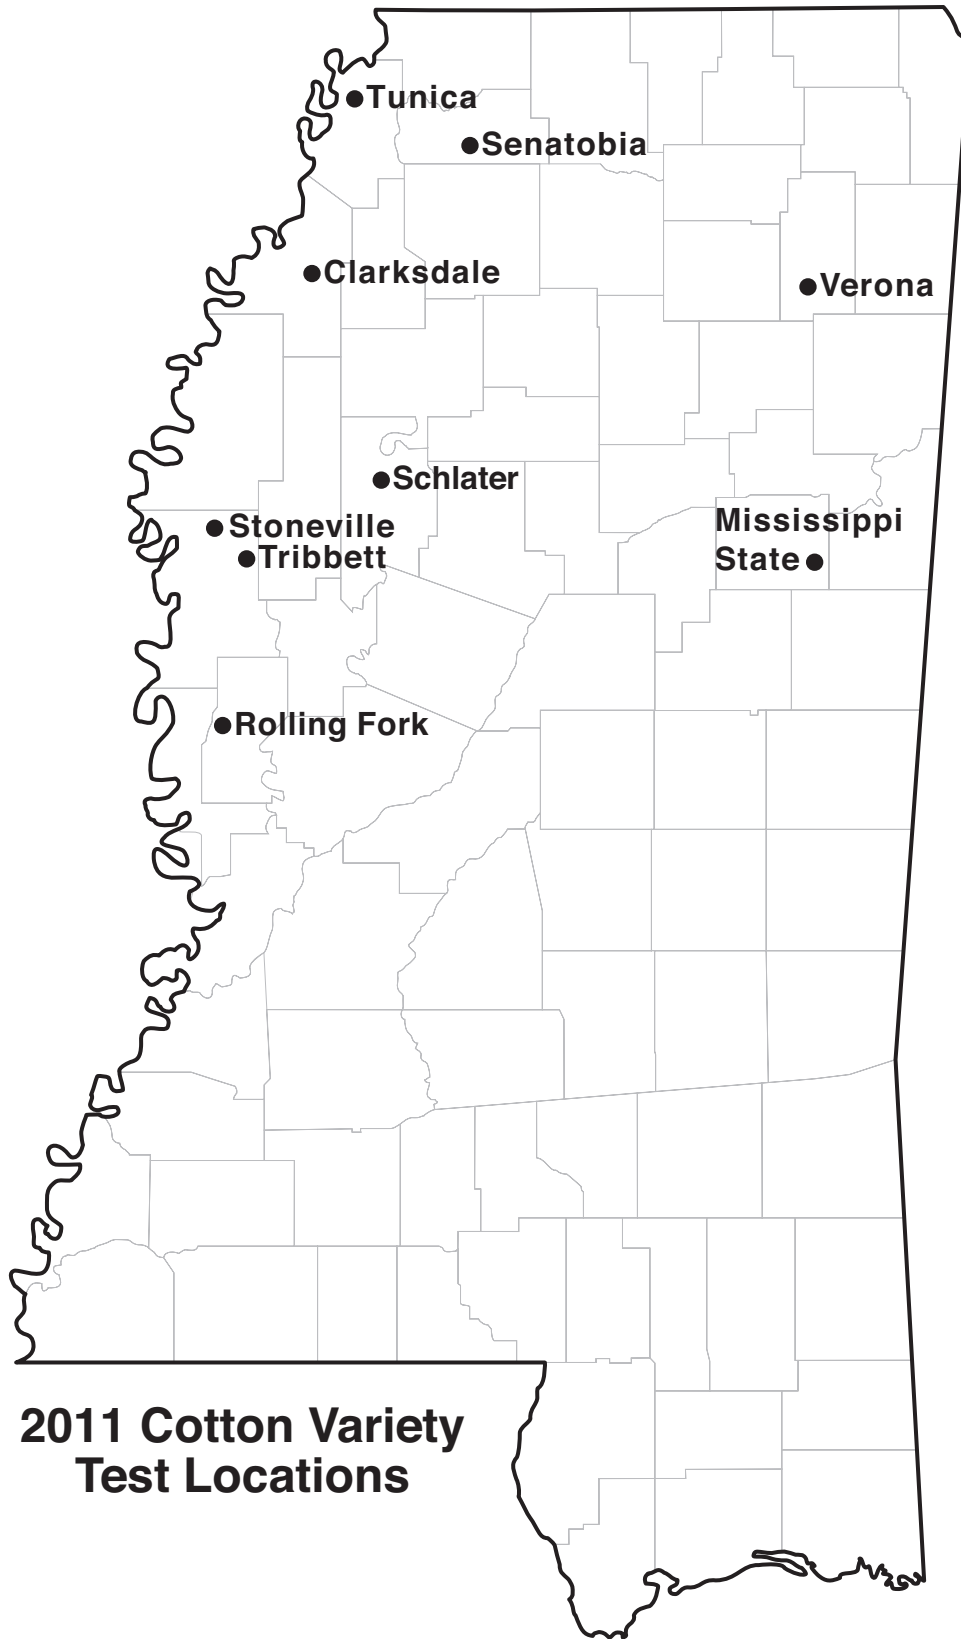 Tunica
Senatobia
Clarksdale
Verona
Schlater
Mississippi
State
Stoneville
Tribbett
Rolling Fork
2011 Cotton Variety
Test Locations